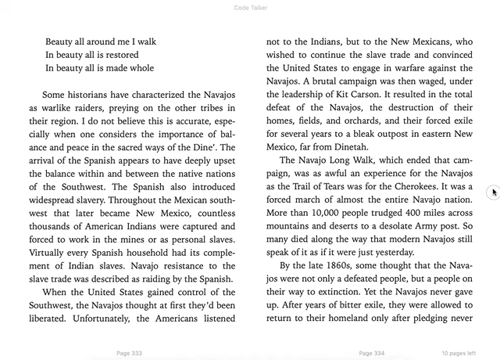 Code Talker
Beauty all around me I walk
In beauty all is restored
In beauty all is made whole
Some historians have characterized the Navajos
as warlike raiders, preying on the other tribes in
their region. I do not believe this is accurate, espe-
cially when one considers the importance of bal-
ance and peace in the sacred ways of the Dine'. The
arrival of the Spanish appears to have deeply upset
the balance within and between the native nations
of the Southwest. The Spanish also introduced
widespread slavery. Throughout the Mexican south-
west that later became New Mexico, countless
thousands of American Indians were captured and
forced to work in the mines or as personal slaves.
Virtually every Spanish household had its comple-
ment of Indian slaves. Navajo resistance to the
slave trade was described as raiding by the Spanish.
When the United States gained control of the
Southwest, the Navajos thought at first they'd been
liberated. Unfortunately, the Americans listened
Page 333
not to the Indians, but to the New Mexicans, who
wished to continue the slave trade and convinced
the United States to engage in warfare against the
Navajos. A brutal campaign was then waged, under
the leadership of Kit Carson. It resulted in the total
defeat of the Navajos, the destruction of their
homes, fields, and orchards, and their forced exile
for several years to a bleak outpost in eastern New
Mexico, far from Dinetah.
The Navajo Long Walk, which ended that cam-
paign, was as awful an experience for the Navajos
as the Trail of Tears was for the Cherokees. It was a
forced march of almost the entire Navajo nation.
More than 10,000 people trudged 400 miles across
mountains and deserts to a desolate Army post. So
many died along the way that modern Navajos still
speak of it as if it were just yesterday.
By the late 1860s, some thought that the Nava-
jos were not only a defeated people, but a people on
their way to extinction. Yet the Navajos never gave
up. After years of bitter exile, they were allowed to
return to their homeland only after pledging never
Page 334
10 pages left